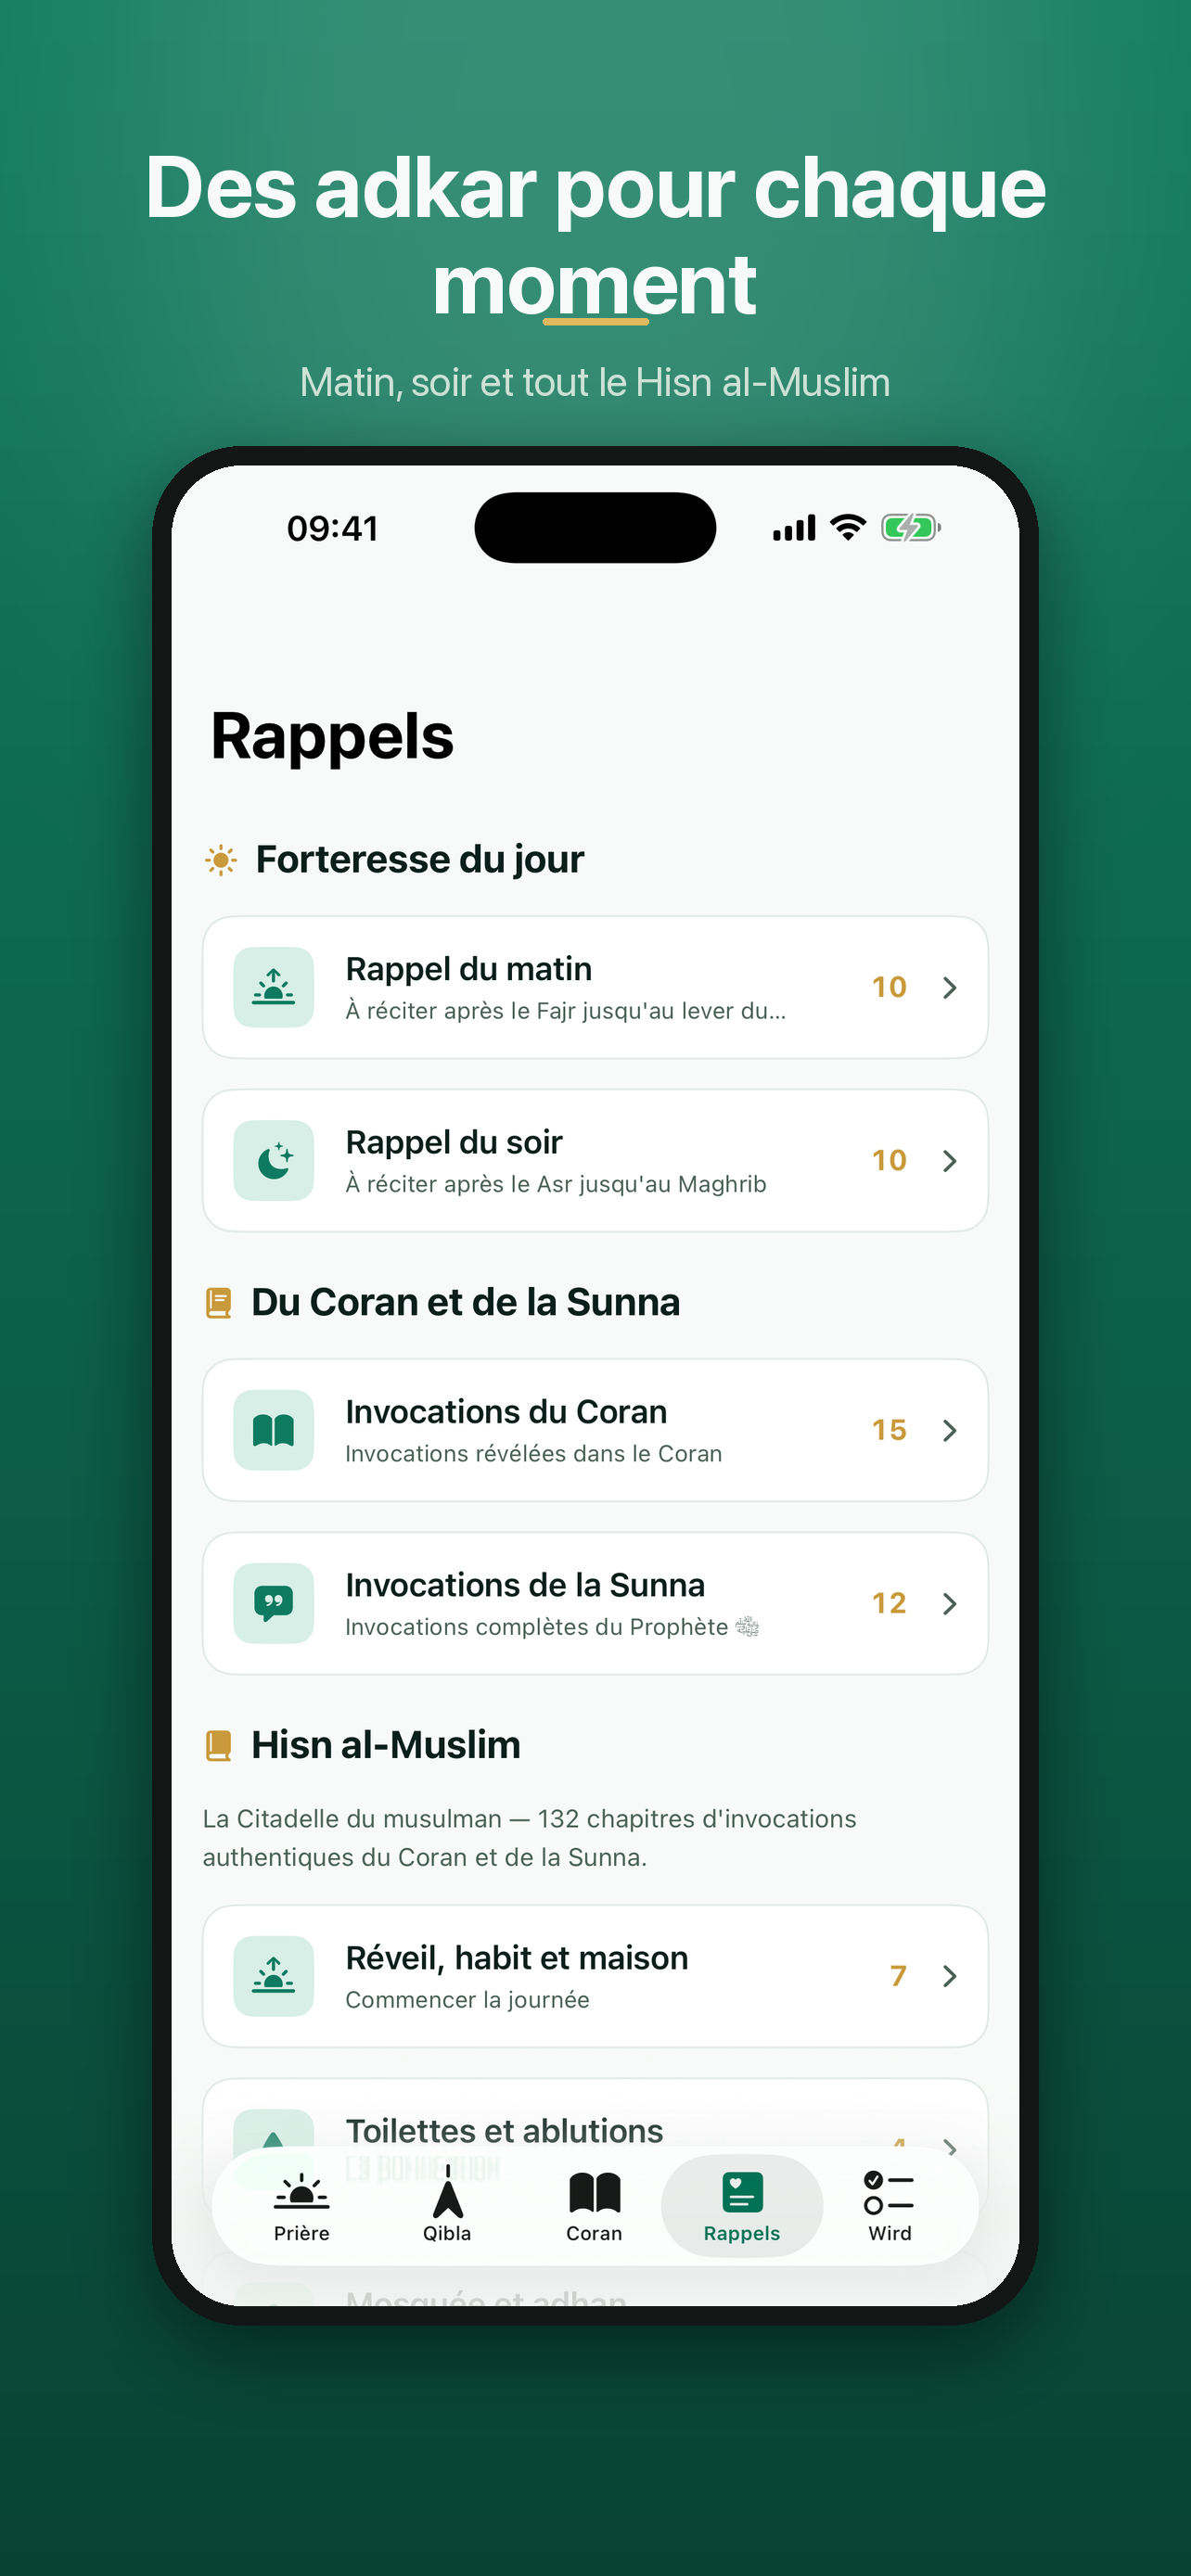 Des adkar pour chaque
moment
Matin, soir et tout le Hisn al-Muslim
09:41
Rappels
Forteresse du jour
Rappel du matin
À réciter après le Fajr jusqu'au lever du...
10
Rappel du soir
À réciter après le Asr jusqu'au Maghrib
10
Du Coran et de la Sunna
Invocations du Coran
Invocations révélées dans le Coran
15
Invocations de la Sunna
Invocations complètes du Prophète ﷺ
12
Hisn al-Muslim
La Citadelle du musulman — 132 chapitres d'invocations
authentiques du Coran et de la Sunna.
Réveil, habit et maison
Commencer la journée
7
Toilettes et ablutions
Prière
Qibla
Coran
Rappels
Wird
Mosquée et adhan